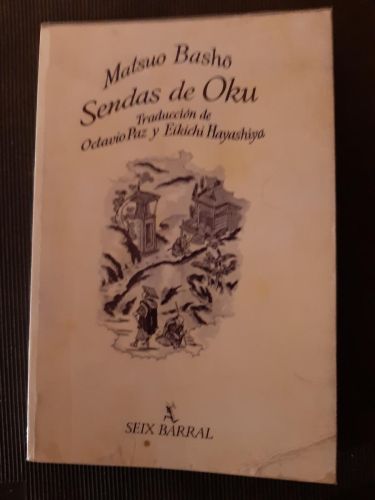 Matsuo Bashō
Sendas de Oku
Traducción de
Octavio Paz y Eikichi Hayashiya
SEIX BARRAL